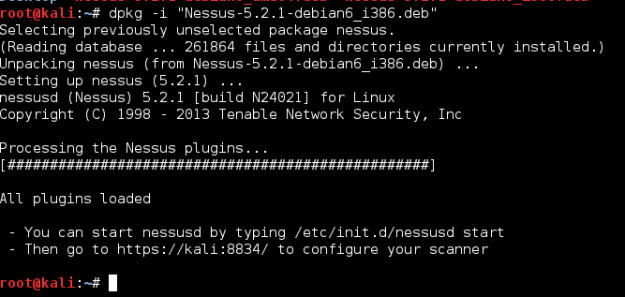 root@kali:~# dpkg -i "Nessus-5.2.1-debian6_i386.deb"
Selecting previously unselected package nessus.
(Reading database ... 261864 files and directories currently installed.)
Unpacking nessus (from Nessus-5.2.1-debian6_i386.deb) ...
Setting up nessus (5.2.1) ...
nessusd (Nessus) 5.2.1 [build N24021] for Linux
Copyright (C) 1998 - 2013 Tenable Network Security, Inc
Processing the Nessus plugins...
[##################################################]
All plugins loaded
- You can start nessusd by typing /etc/init.d/nessusd start
- Then go to https://kali:8834/ to configure your scanner
root@kali:~#